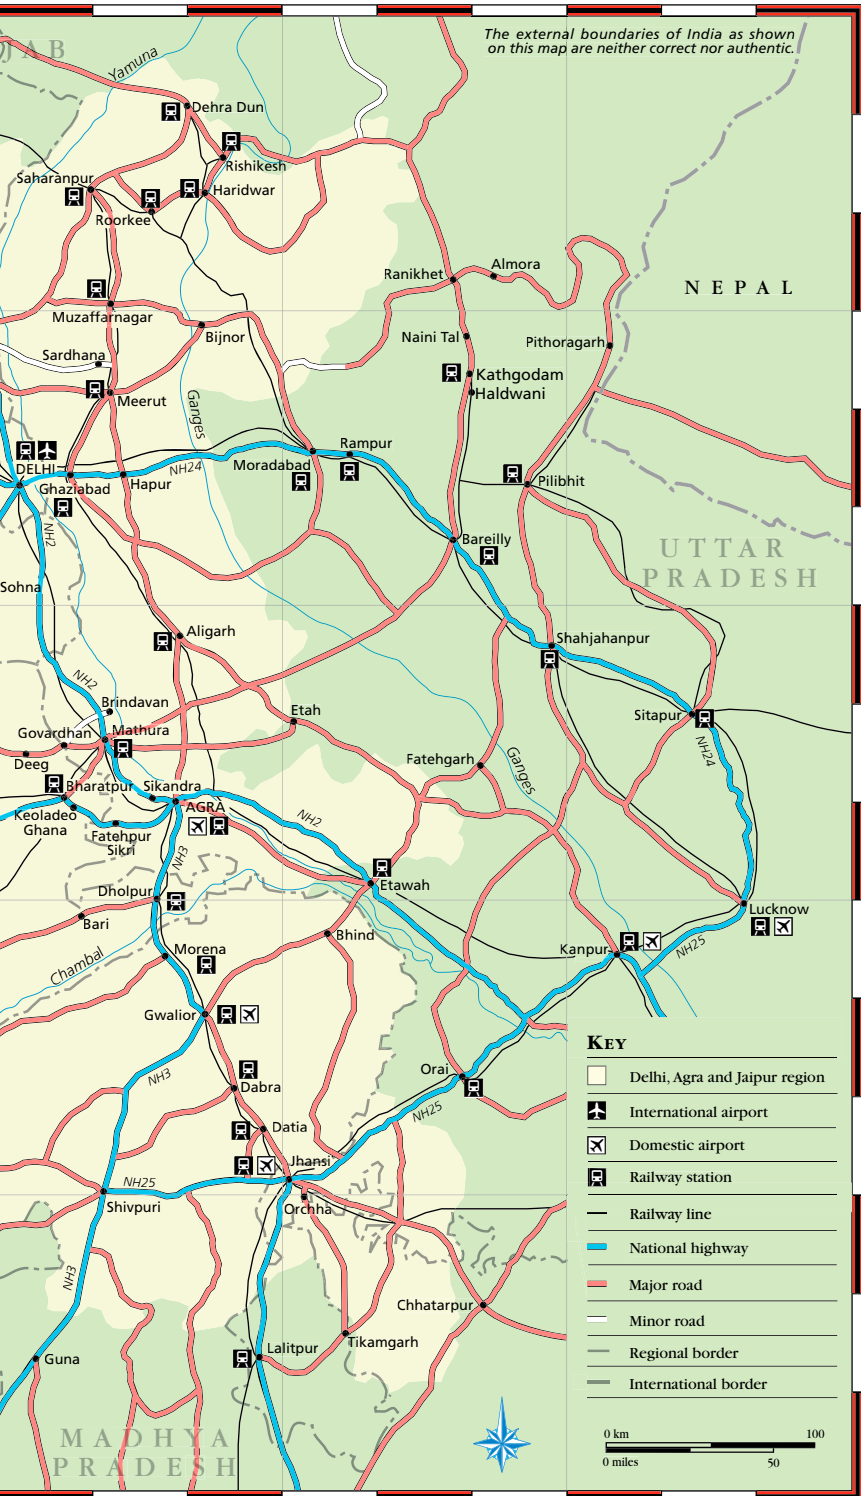 The external boundaries of India as shown
on this map are neither correct nor authentic.
JAB
Yamuna
Dehra Dun
Rishikesh
Saharanpur
Haridwar
Roorkee
Ranikhet
Almora
NEPAL
Muzaffarnagar
Bijnor
Naini Tal
Pithoragarh
Sardhana
Kathgodam
Haldwani
Meerut
Ganges
Rampur
DELHI
Moradabad
NH24
Ghaziabad
Hapur
Pilibhit
NH2
Bareilly
UTTAR
PRADESH
Sohna
Aligarh
Shahjahanpur
NH2
Brindavan
Etah
Sitapur
Govardhan
Mathura
NH24
Deeg
Fatehgarh
Ganges
Bharatpur
Sikandra
AGRA
Keoladeo
Ghana
NH2
Fatehpur
Sikri
NH3
Etawah
Dholpur
Lucknow
Bari
Bhind
Kanpur
NH25
Morena
Chambal
Gwalior
KEY
Orai
Delhi, Agra and Jaipur region
NH3
Dabra
International airport
NH25
Datia
Domestic airport
Jhansi
Railway station
NH25
Shivpuri
Orchha
Railway line
National highway
NH3
Major road
Chhatarpur
Minor road
Tikamgarh
Lalitpur
Regional border
Guna
International border
MADHYA
PRADESH
0 km 100
0 miles 50